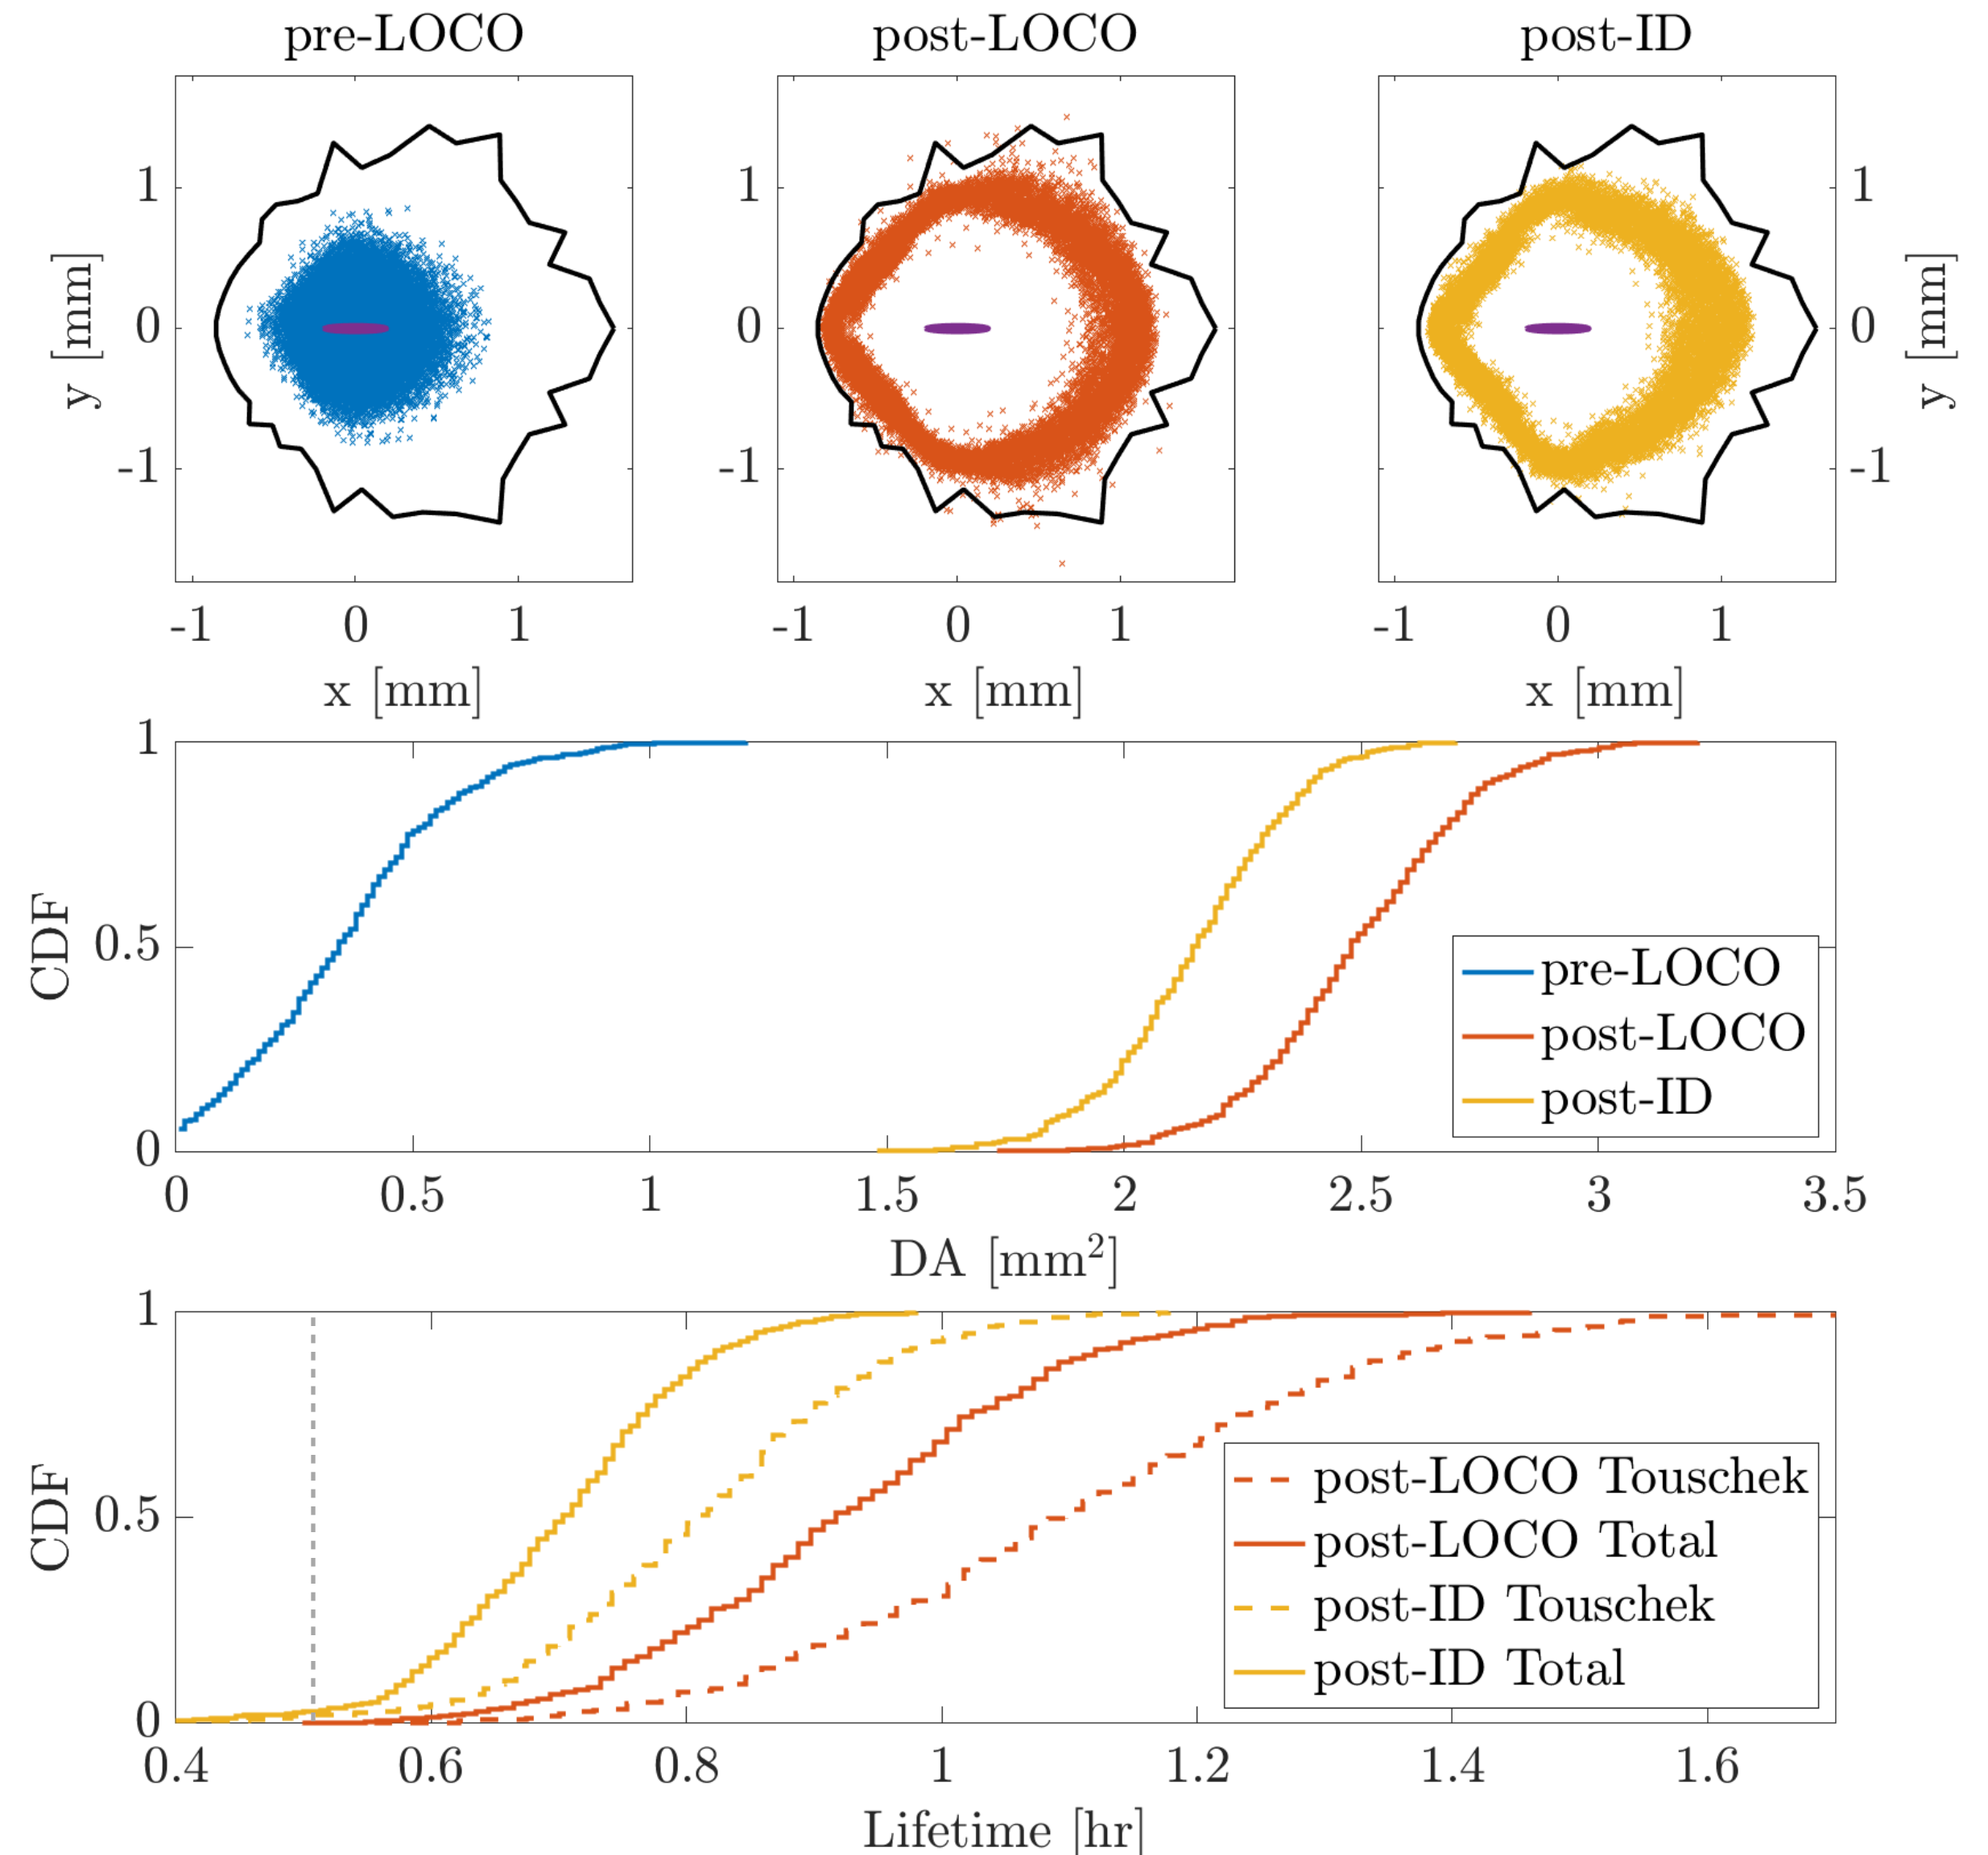 pre-LOCO post-LOCO post-ID
y [mm]
1 0 -1
1 0 -1
1 0 -1
y [mm]
-1 0 1
-1 0 1
-1 0 1
x [mm] x [mm] x [mm]
CDF
1
0.5
0
pre-LOCO
post-LOCO
post-ID
0 0.5 1 1.5 2 2.5 3 3.5
DA [mm²]
CDF
1
0.5
0
post-LOCO Touschek
post-LOCO Total
post-ID Touschek
post-ID Total
0.4 0.6 0.8 1 1.2 1.4 1.6
Lifetime [hr]